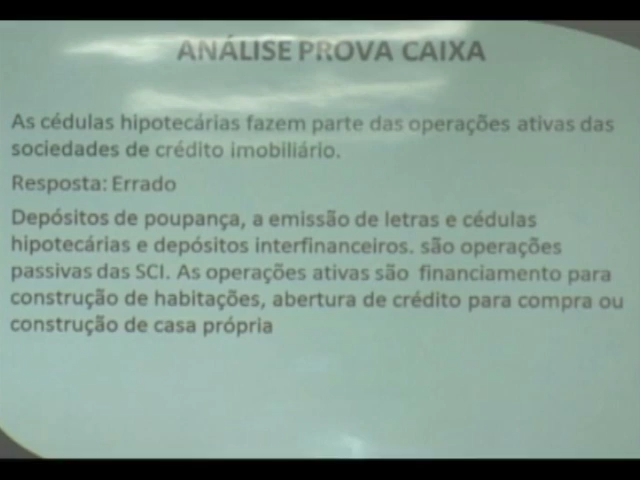 ANÁLISE PROVA CAIXA
As cédulas hipotecárias fazem parte das operações ativas das
sociedades de crédito imobiliário.
Resposta: Errado
Depósitos de poupança, a emissão de letras e cédulas
hipotecárias e depósitos interfinanceiros. são operações
passivas das SCI. As operações ativas são financiamento para
construção de habitações, abertura de crédito para compra ou
construção de casa própria